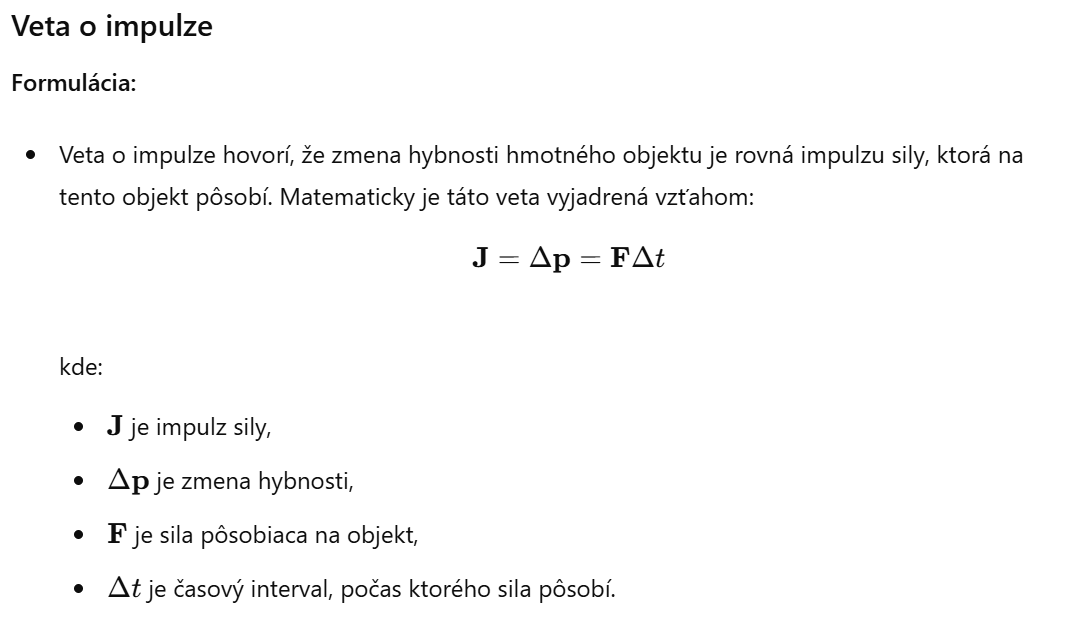 Veta o impulze
Formulácia:
• Veta o impulze hovorí, že zmena hybnosti hmotného objektu je rovná impulzu sily, ktorá na
tento objekt pôsobí. Matematicky je táto veta vyjadrená vzťahom:
J = Δp = FΔt
kde:
• J je impulz sily,
• Δp je zmena hybnosti,
• F je sila pôsobiaca na objekt,
• Δt je časový interval, počas ktorého sila pôsobí.